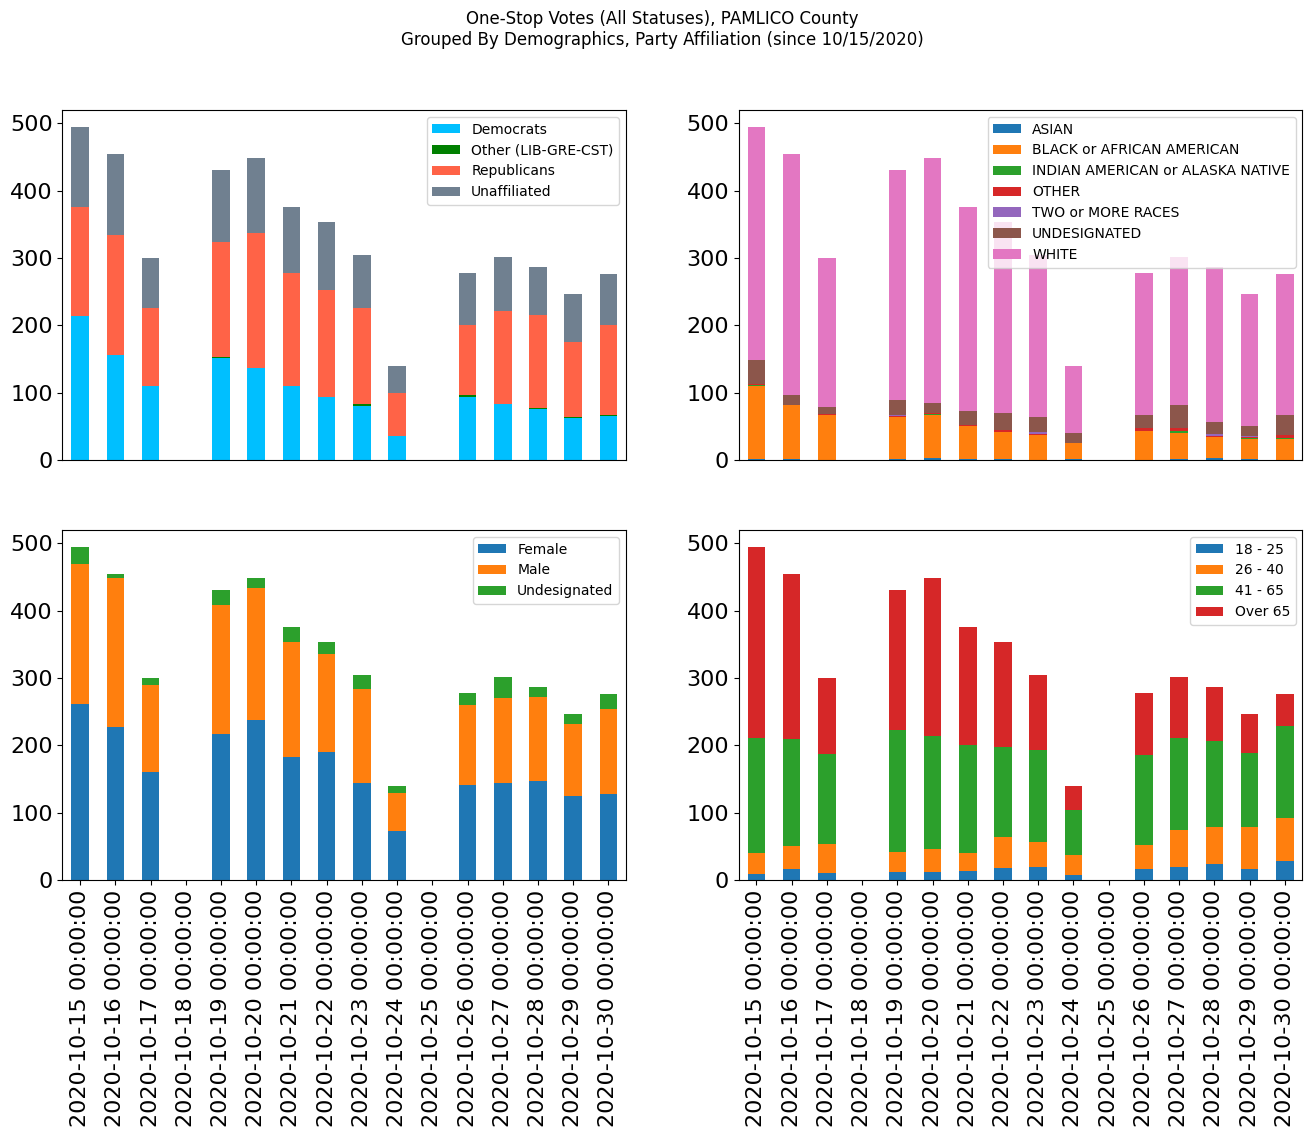 One-Stop Votes (All Statuses), PAMLICO County
Grouped By Demographics, Party Affiliation (since 10/15/2020)
500
400
300
200
100
0
Democrats
Other (LIB-GRE-CST)
Republicans
Unaffiliated
500
400
300
200
100
0
ASIAN
BLACK or AFRICAN AMERICAN
INDIAN AMERICAN or ALASKA NATIVE
OTHER
TWO or MORE RACES
UNDESIGNATED
WHITE
500
400
300
200
100
0
Female
Male
Undesignated
2020-10-15 00:00:00
2020-10-16 00:00:00
2020-10-17 00:00:00
2020-10-18 00:00:00
2020-10-19 00:00:00
2020-10-20 00:00:00
2020-10-21 00:00:00
2020-10-22 00:00:00
2020-10-23 00:00:00
2020-10-24 00:00:00
2020-10-25 00:00:00
2020-10-26 00:00:00
2020-10-27 00:00:00
2020-10-28 00:00:00
2020-10-29 00:00:00
2020-10-30 00:00:00
500
400
300
200
100
0
18 - 25
26 - 40
41 - 65
Over 65
2020-10-15 00:00:00
2020-10-16 00:00:00
2020-10-17 00:00:00
2020-10-18 00:00:00
2020-10-19 00:00:00
2020-10-20 00:00:00
2020-10-21 00:00:00
2020-10-22 00:00:00
2020-10-23 00:00:00
2020-10-24 00:00:00
2020-10-25 00:00:00
2020-10-26 00:00:00
2020-10-27 00:00:00
2020-10-28 00:00:00
2020-10-29 00:00:00
2020-10-30 00:00:00